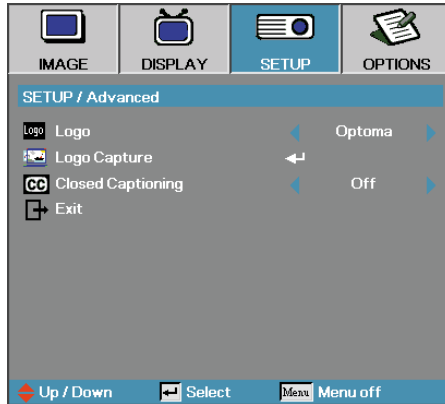 IMAGE DISPLAY SETUP OPTIONS
SETUP / Advanced
Logo Logo Optoma
Logo Capture
CC Closed Captioning Off
Exit
Up / Down Select Menu Menu off